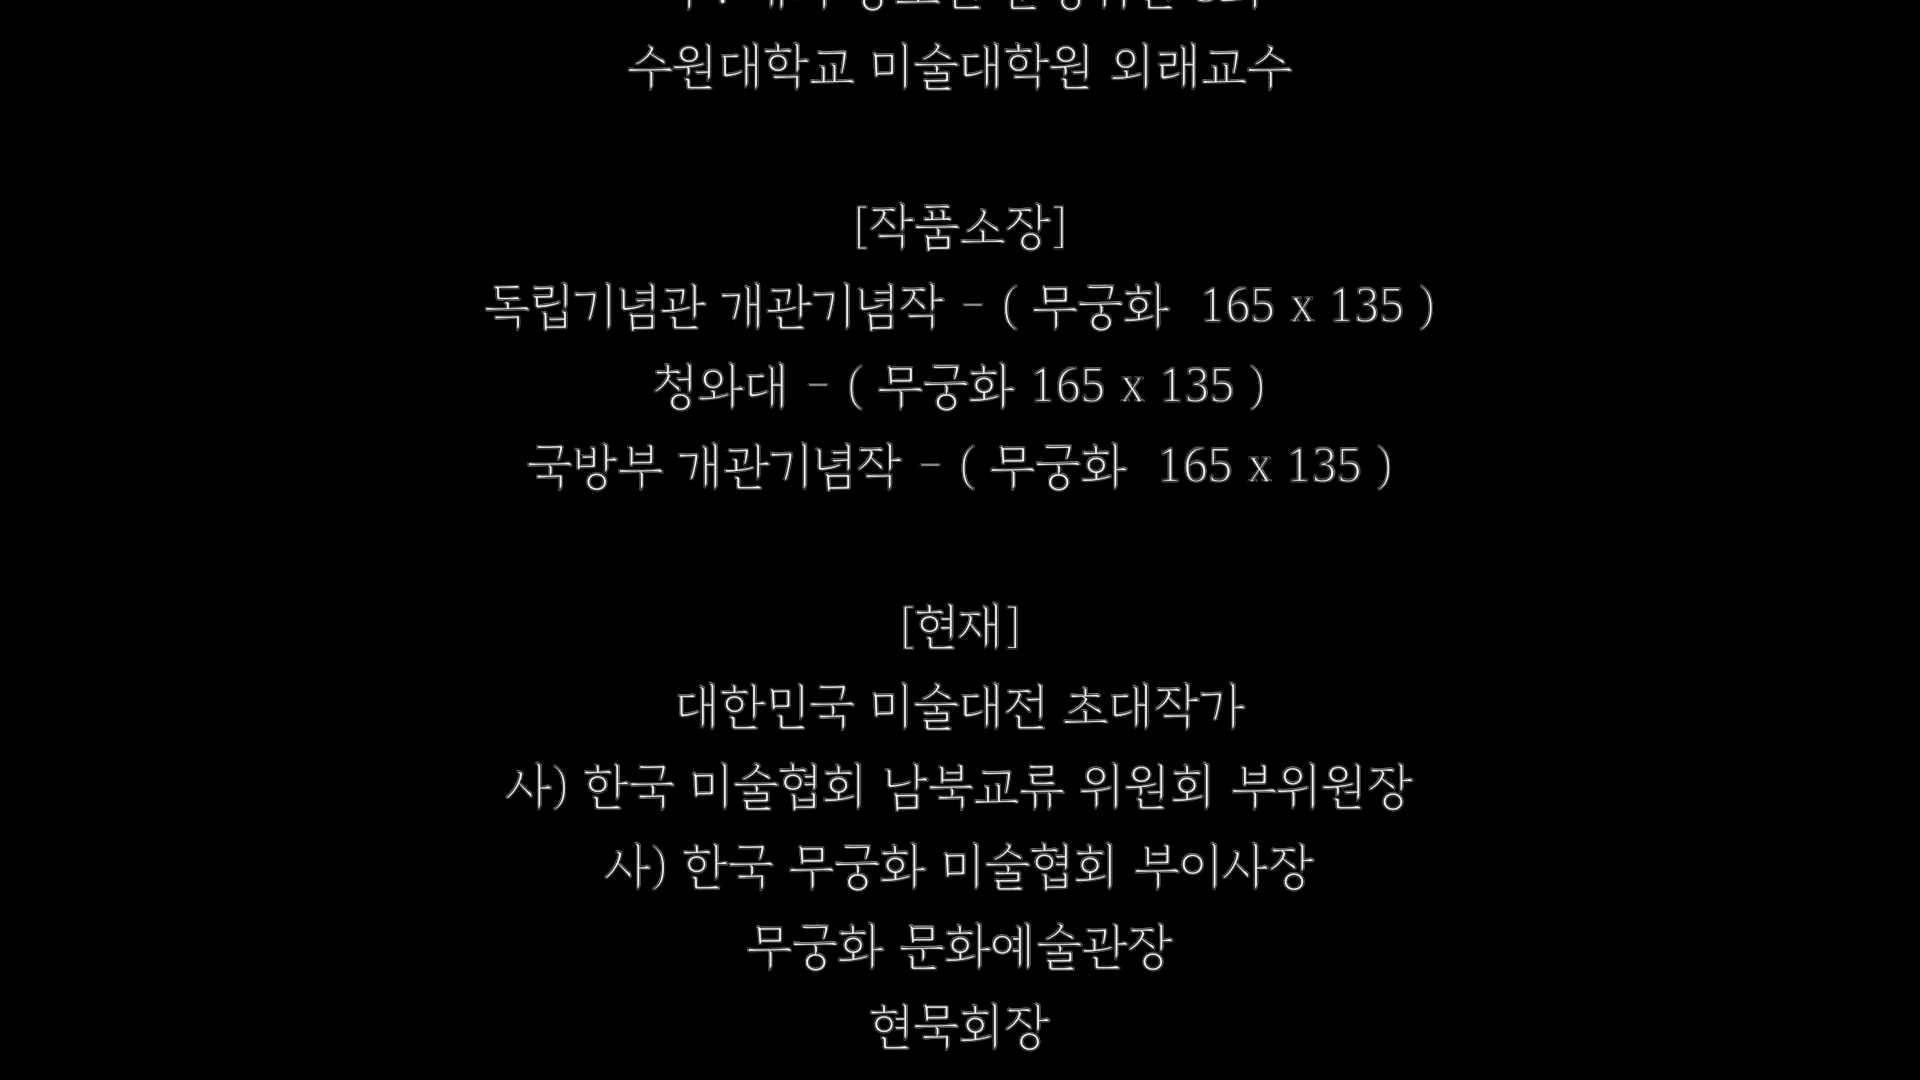 수원대학교 미술대학원 외래교수
[작품소장]
독립기념관 개관기념작 - ( 무궁화 165 x 135 )
청와대 - ( 무궁화 165 x 135 )
국방부 개관기념작 - ( 무궁화 165 x 135 )
[현재]
대한민국 미술대전 초대작가
사) 한국 미술협회 남북교류 위원회 부위원장
사) 한국 무궁화 미술협회 부이사장
무궁화 문화예술관장
현묵회장